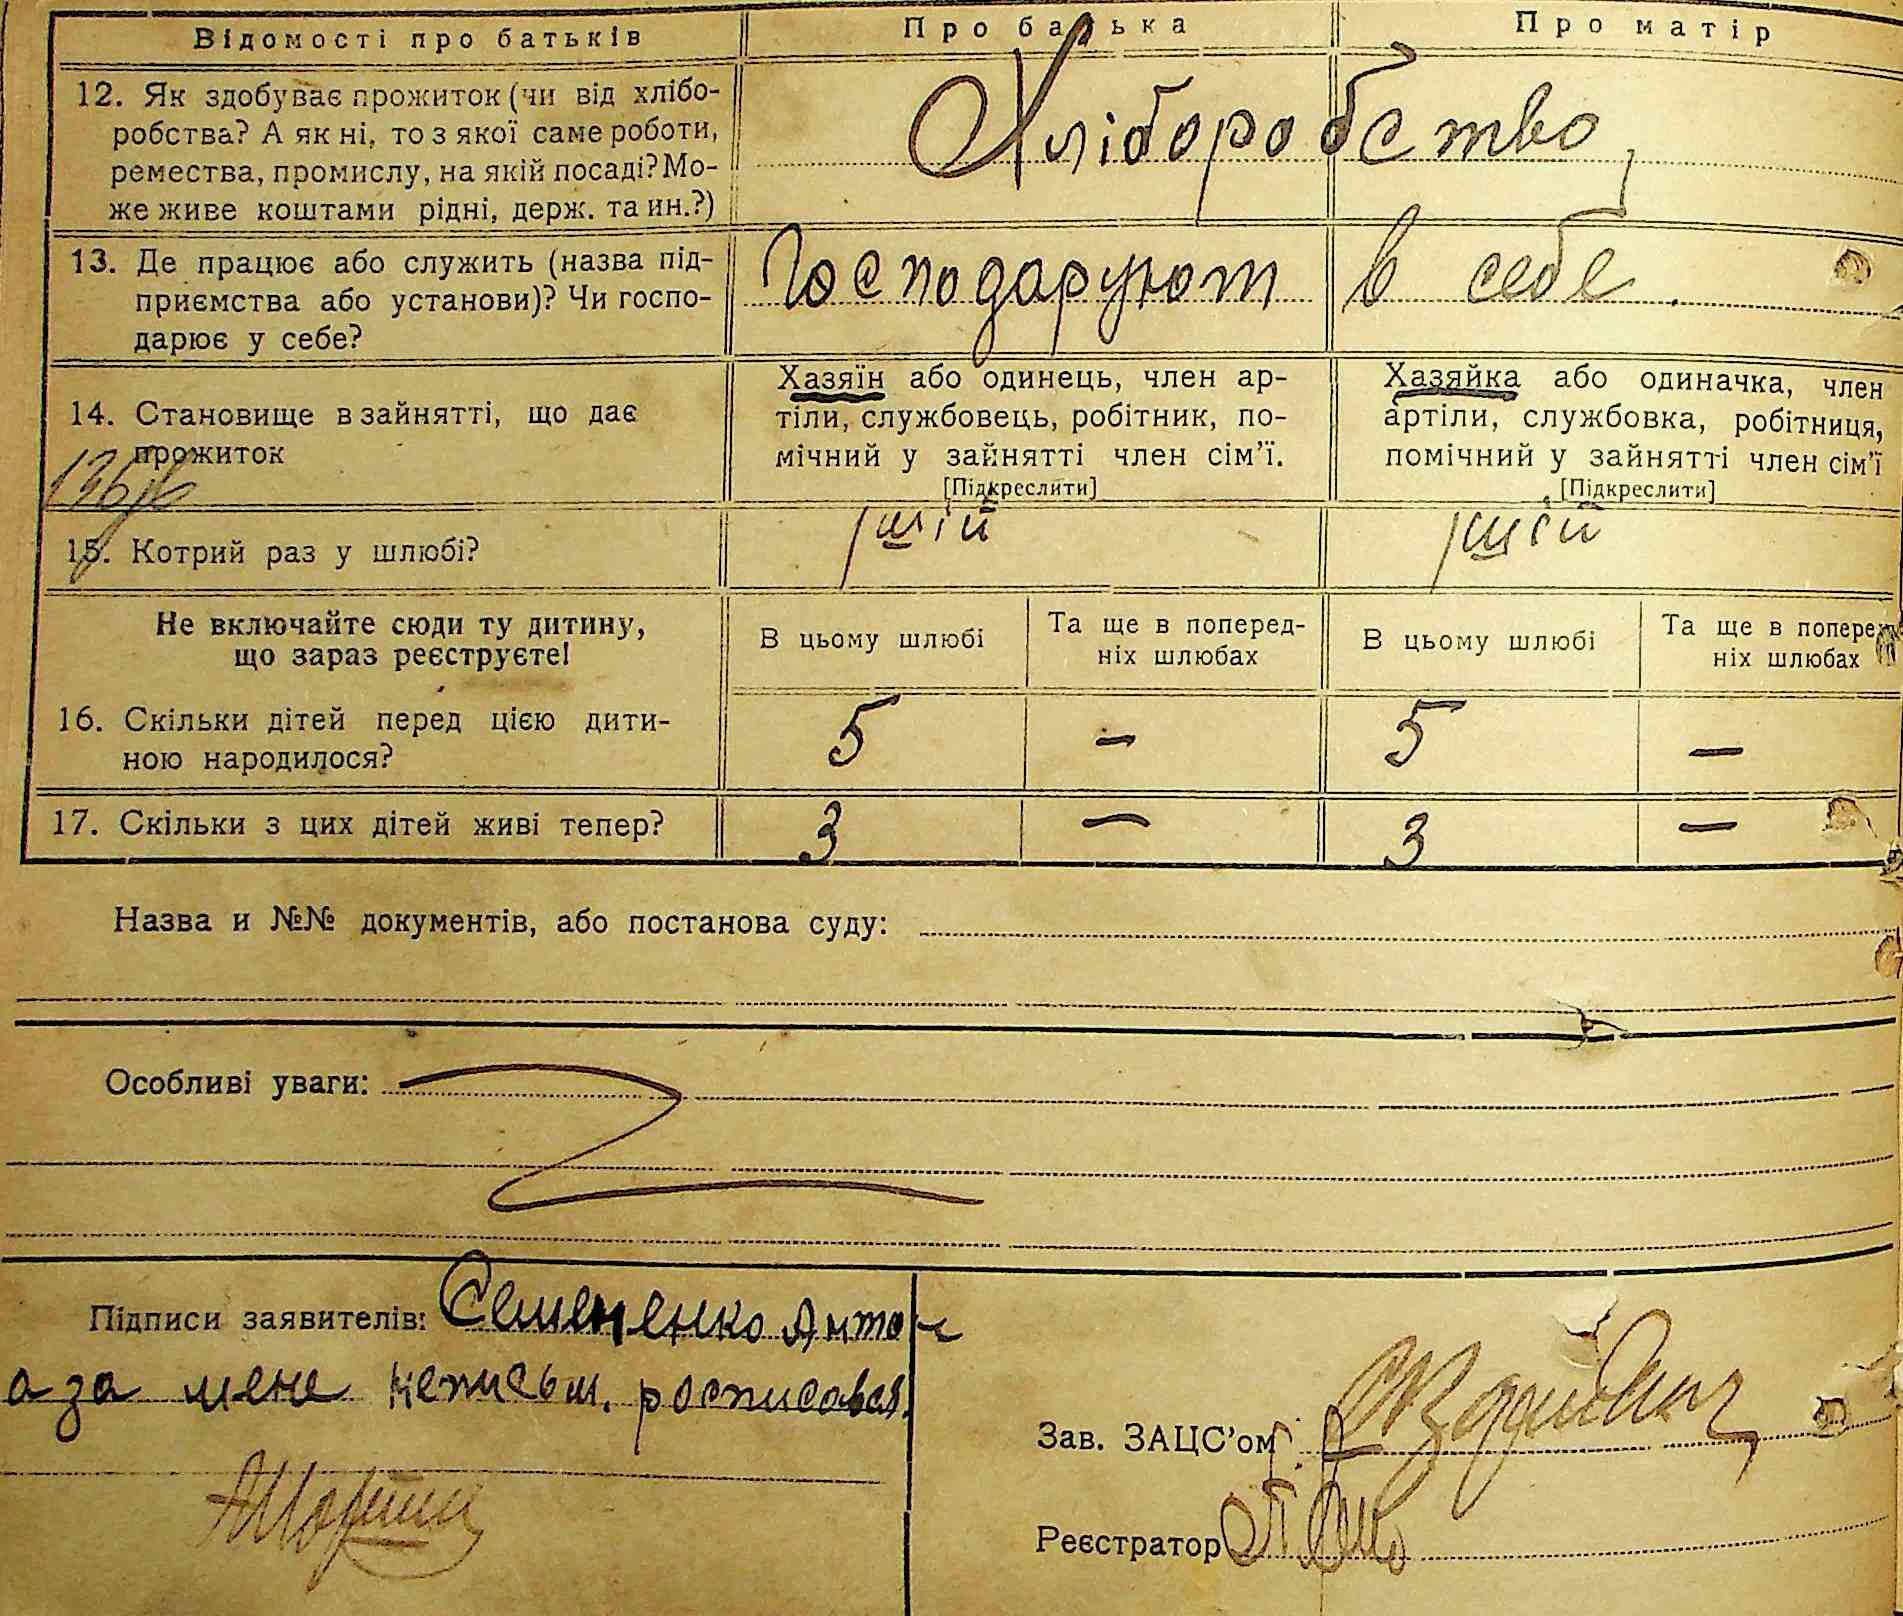 Відомості про батьків Про батька Про матір
12. Як здобуває прожиток (чи від хлібо-
робства? А як ні, то з якої саме роботи,
ремества, промислу, на якій посаді? Мо-
же живе коштами рідні, держ. та ин.?)
Хліборобство
13. Де працює або служить (назва під-
приємства або установи)? Чи госпо-
дарює у себе?
Господаруют в себе.
14. Становище в зайнятті, що дає
прожиток
Хазяїн або одинець, член ар-
тіли, службовець, робітник, по-
мічний у зайнятті член сім’ї.
[Підкреслити]
Хазяйка або одиначка, член
артіли, службовка, робітниця,
помічний у зайнятті член сім’ї
[Підкреслити]
15. Котрий раз у шлюбі?
Не включайте сюди ту дитину,
що зараз реєструєте!
В цьому шлюбі
Та ще в поперед-
ніх шлюбах
В цьому шлюбі
Та ще в поперед-
ніх шлюбах
16. Скільки дітей перед цією дити-
ною народилося?
5 — 5 —
17. Скільки з цих дітей живі тепер?
3 — 3 —
Назва и №№ документів, або постанова суду:
Особливі уваги:
Підписи заявителів: Семененко Антон
а за мене неписьм. росписався.
Зав. ЗАЦС’ом
Реєстратор